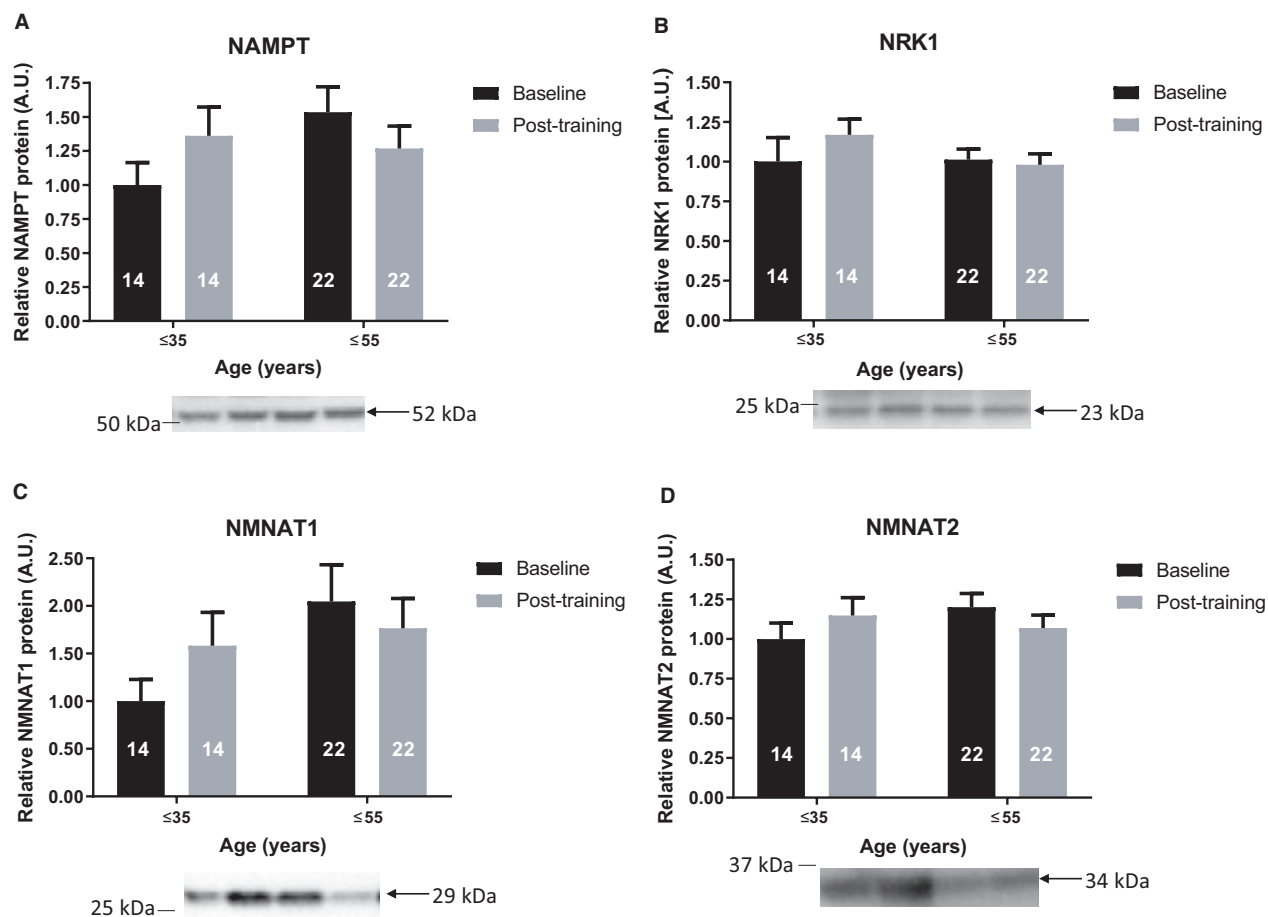 A
NAMPT
Relative NAMPT protein (A.U.)
1.75
1.50
1.25
1.00
0.75
0.50
0.25
0.00
14
14
22
22
≤35
≤55
Age (years)
Baseline
Post-training
50 kDa
52 kDa
B
NRK1
Relative NRK1 protein [A.U.)
1.50
1.25
1.00
0.75
0.50
0.25
0.00
14
14
22
22
≤35
≤55
Age (years)
Baseline
Post-training
25 kDa
23 kDa
C
NMNAT1
Relative NMNAT1 protein (A.U.)
2.50
2.00
1.50
1.00
0.50
0.00
14
14
22
22
≤35
≤55
Age (years)
Baseline
Post-training
25 kDa
29 kDa
D
NMNAT2
Relative NMNAT2 protein (A.U.)
1.50
1.25
1.00
0.75
0.50
0.25
0.00
14
14
22
22
≤35
≤55
Age (years)
Baseline
Post-training
37 kDa
34 kDa